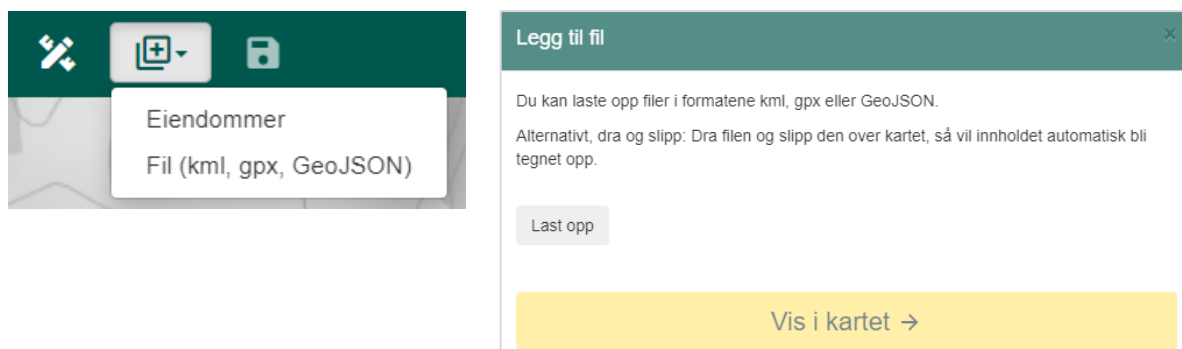 Eiendommer
Fil (kml, gpx, GeoJSON)
Legg til fil
Du kan laste opp filer i formatene kml, gpx eller GeoJSON.
Alternativt, dra og slipp: Dra filen og slipp den over kartet, så vil innholdet automatisk bli
tegnet opp.
Last opp
Vis i kartet →